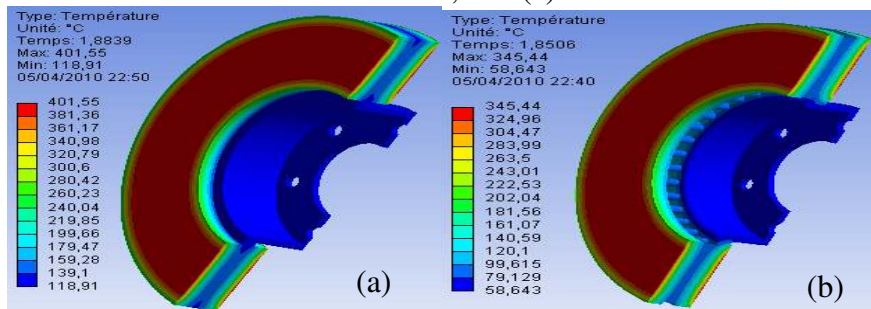 , (
Type: Température
Unité: °C
Temps: 1,8839
Max: 401,55
Min: 118,91
05/04/2010 22:50
401,55
381,36
361,17
340,98
320,79
300,6
280,42
260,23
240,04
219,85
199,66
179,47
159,28
139,1
118,91
(a)
Type: Température
Unité: °C
Temps: 1,8506
Max: 345,44
Min: 58,643
05/04/2010 22:40
345,44
324,96
304,47
283,99
263,5
243,01
222,53
202,04
181,56
161,07
140,59
120,1
99,615
79,129
58,643
(b)